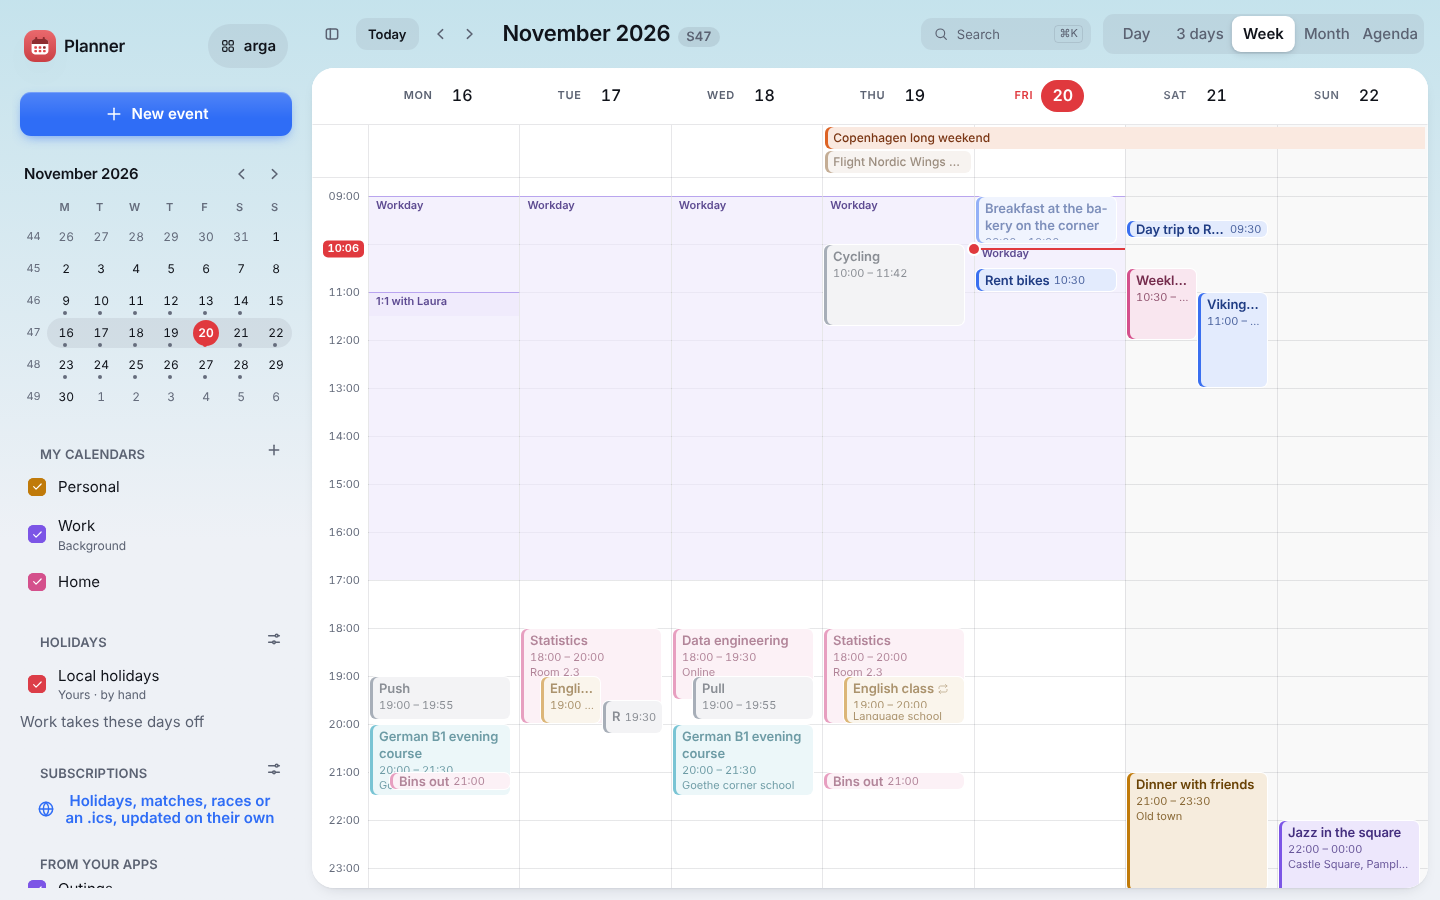 Planner
arga
New event
November 2026
M T W T F S S
44 26 27 28 29 30 31 1
45 2 3 4 5 6 7 8
46 9 10 11 12 13 14 15
47 16 17 18 19 20 21 22
48 23 24 25 26 27 28 29
49 30 1 2 3 4 5 6
MY CALENDARS
Personal
Work
Background
Home
HOLIDAYS
Local holidays
Yours · by hand
Work takes these days off
SUBSCRIPTIONS
Holidays, matches, races or
an .ics, updated on their own
FROM YOUR APPS
Outings
Today
November 2026 S47
Search ⌘K
Day 3 days Week Month Agenda
MON 16 TUE 17 WED 18 THU 19 FRI 20 SAT 21 SUN 22
Copenhagen long weekend
Flight Nordic Wings ...
09:00
10:06
11:00
12:00
13:00
14:00
15:00
16:00
17:00
18:00
19:00
20:00
21:00
22:00
23:00
Workday
1:1 with Laura
Push
19:00 – 19:55
German B1 evening
course
20:00 – 21:30
Bins out 21:00
Workday
Statistics
18:00 – 20:00
Room 2.3
Engli...
19:00 ...
R 19:30
Workday
Data engineering
18:00 – 19:30
Online
Pull
19:00 – 19:55
German B1 evening
course
20:00 – 21:30
Goethe corner school
Workday
Cycling
10:00 – 11:42
Statistics
18:00 – 20:00
Room 2.3
English class
19:00 – 20:00
Language school
Bins out 21:00
Breakfast at the ba-
kery on the corner
Workday
Rent bikes 10:30
Day trip to R... 09:30
Weekl...
10:30 – ...
Viking...
11:00 – ...
Dinner with friends
21:00 – 23:30
Old town
Jazz in the square
22:00 – 00:00
Castle Square, Pampl...